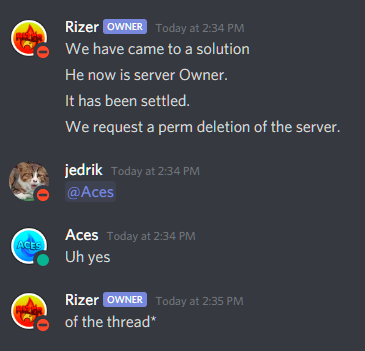 Rizer OWNER Today at 2:34 PM
We have came to a solution
He now is server Owner.
It has been settled.
We request a perm deletion of the server.
jedrik Today at 2:34 PM
@Aces
Aces Today at 2:34 PM
Uh yes
ACES
Rizer OWNER Today at 2:35 PM
of the thread*